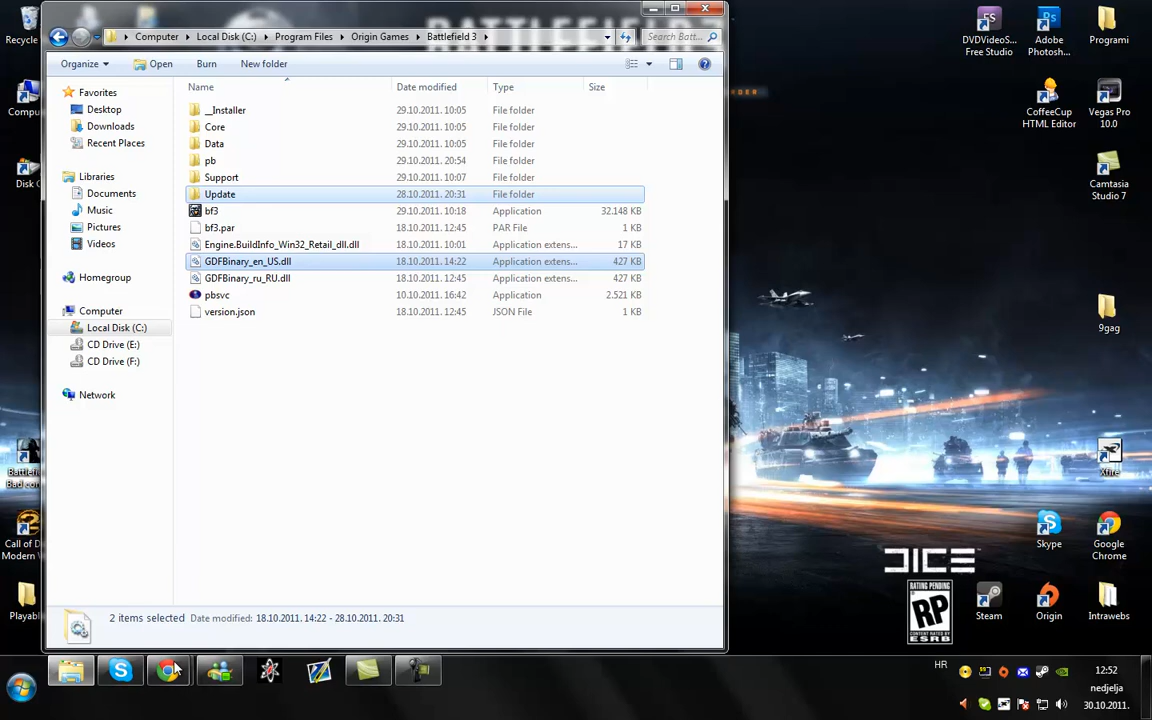 BATTLEFIELD 3
Computer Local Disk (C:) Program Files Origin Games Battlefield 3 Search Batt...
Organize Open Burn New folder
Name Date modified Type Size
Favorites
Desktop
Downloads
Recent Places
Libraries
Documents
Music
Pictures
Videos
Homegroup
Computer
Local Disk (C:)
CD Drive (E:)
CD Drive (F:)
Network
__Installer 29.10.2011. 10:05 File folder
Core 29.10.2011. 10:05 File folder
Data 29.10.2011. 10:05 File folder
pb 29.10.2011. 20:54 File folder
Support 29.10.2011. 10:07 File folder
Update 28.10.2011. 20:31 File folder
bf3 29.10.2011. 10:18 Application 32.148 KB
bf3.par 18.10.2011. 12:45 PAR File 1 KB
Engine.BuildInfo_Win32_Retail_dll.dll 18.10.2011. 10:01 Application extens... 17 KB
GDFBinary_en_US.dll 18.10.2011. 14:22 Application extens... 427 KB
GDFBinary_ru_RU.dll 18.10.2011. 12:45 Application extens... 427 KB
pbsvc 10.10.2011. 16:42 Application 2.521 KB
version.json 18.10.2011. 12:45 JSON File 1 KB
2 items selected Date modified: 18.10.2011. 14:22 - 28.10.2011. 20:31
Recycle
Compu
Disk C
Battlefiel
Bad con
Call of D
Modern V
Playabl
DVDVideoS...
Free Studio
Adobe
Photosh...
Programi
CoffeeCup
HTML Editor
Vegas Pro
10.0
Camtasia
Studio 7
9gag
Xfire
Skype
Google
Chrome
Steam
Origin
Intrawebs
DICE
RATING PENDING
RP
CONTENT RATED BY
ESRB
HR
12:52
nedjelja
30.10.2011.